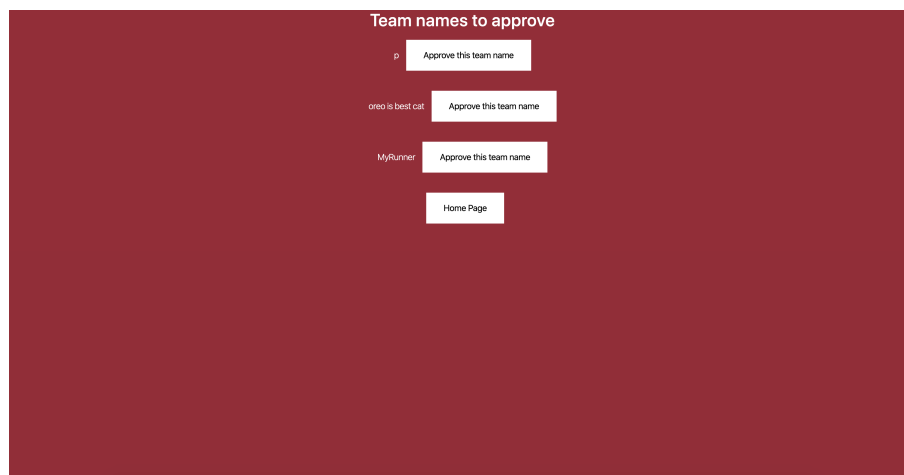 Team names to approve
p Approve this team name
oreo is best cat Approve this team name
MyRunner Approve this team name
Home Page